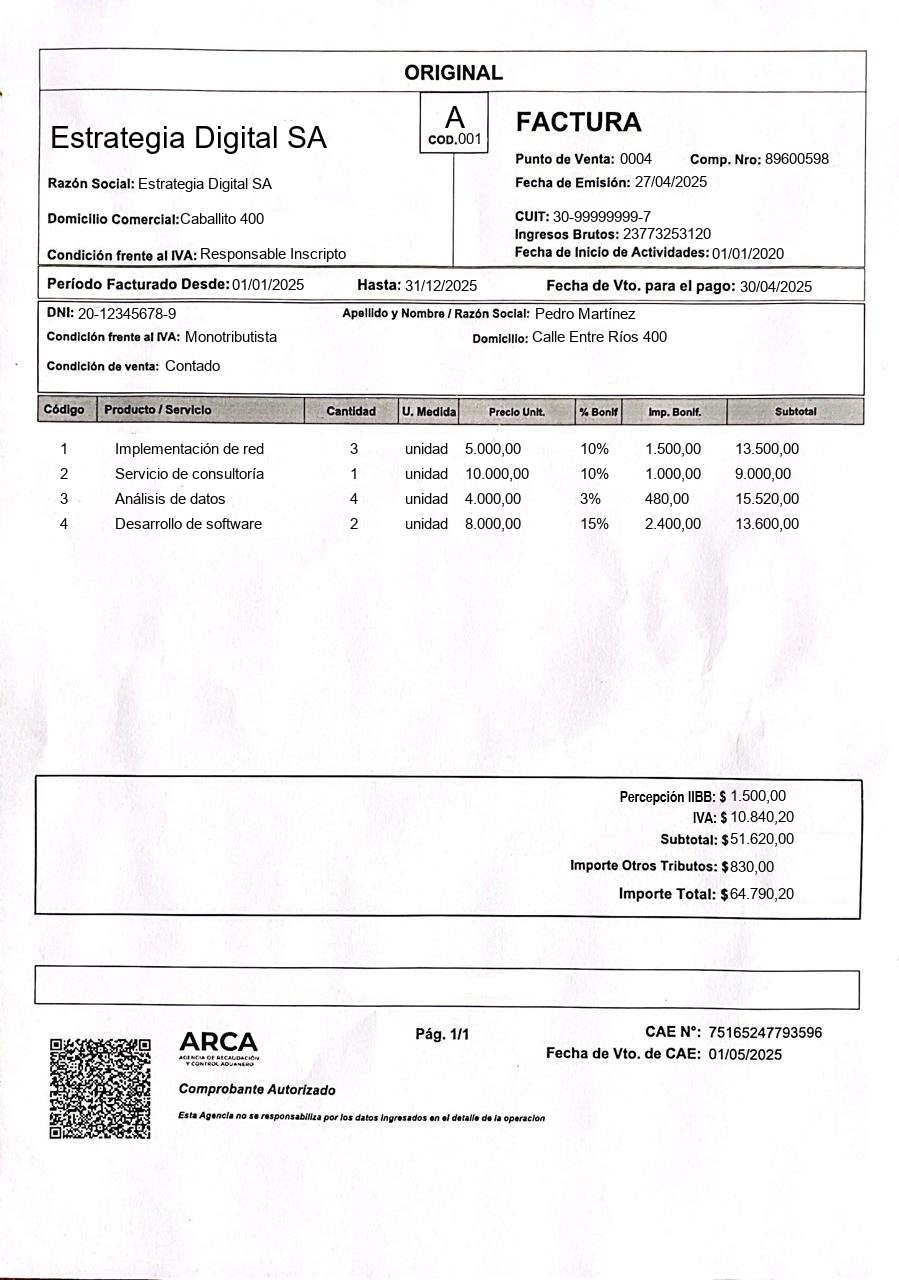 ORIGINAL
Estrategia Digital SA
A
COD.001
FACTURA
Punto de Venta: 0004 Comp. Nro: 89600598
Razón Social: Estrategia Digital SA
Fecha de Emisión: 27/04/2025
Domicilio Comercial:Caballito 400
CUIT: 30-99999999-7
Ingresos Brutos: 23773253120
Condición frente al IVA: Responsable Inscripto
Fecha de Inicio de Actividades: 01/01/2020
Período Facturado Desde: 01/01/2025 Hasta: 31/12/2025 Fecha de Vto. para el pago: 30/04/2025
DNI: 20-12345678-9 Apellido y Nombre / Razón Social: Pedro Martínez
Condición frente al IVA: Monotributista Domicilio: Calle Entre Ríos 400
Condición de venta: Contado
Código Producto / Servicio Cantidad U. Medida Precio Unit. % Bonif Imp. Bonif. Subtotal
1 Implementación de red 3 unidad 5.000,00 10% 1.500,00 13.500,00
2 Servicio de consultoría 1 unidad 10.000,00 10% 1.000,00 9.000,00
3 Análisis de datos 4 unidad 4.000,00 3% 480,00 15.520,00
4 Desarrollo de software 2 unidad 8.000,00 15% 2.400,00 13.600,00
Percepción IIBB: $ 1.500,00
IVA: $ 10.840,20
Subtotal: $51.620,00
Importe Otros Tributos: $830,00
Importe Total: $64.790,20
ARCA
AGENCIA DE RECAUDACIÓN
Y CONTROL ADUANERO
Pág. 1/1
CAE N°: 75165247793596
Fecha de Vto. de CAE: 01/05/2025
Comprobante Autorizado
Esta Agencia no se responsabiliza por los datos ingresados en el detalle de la operación